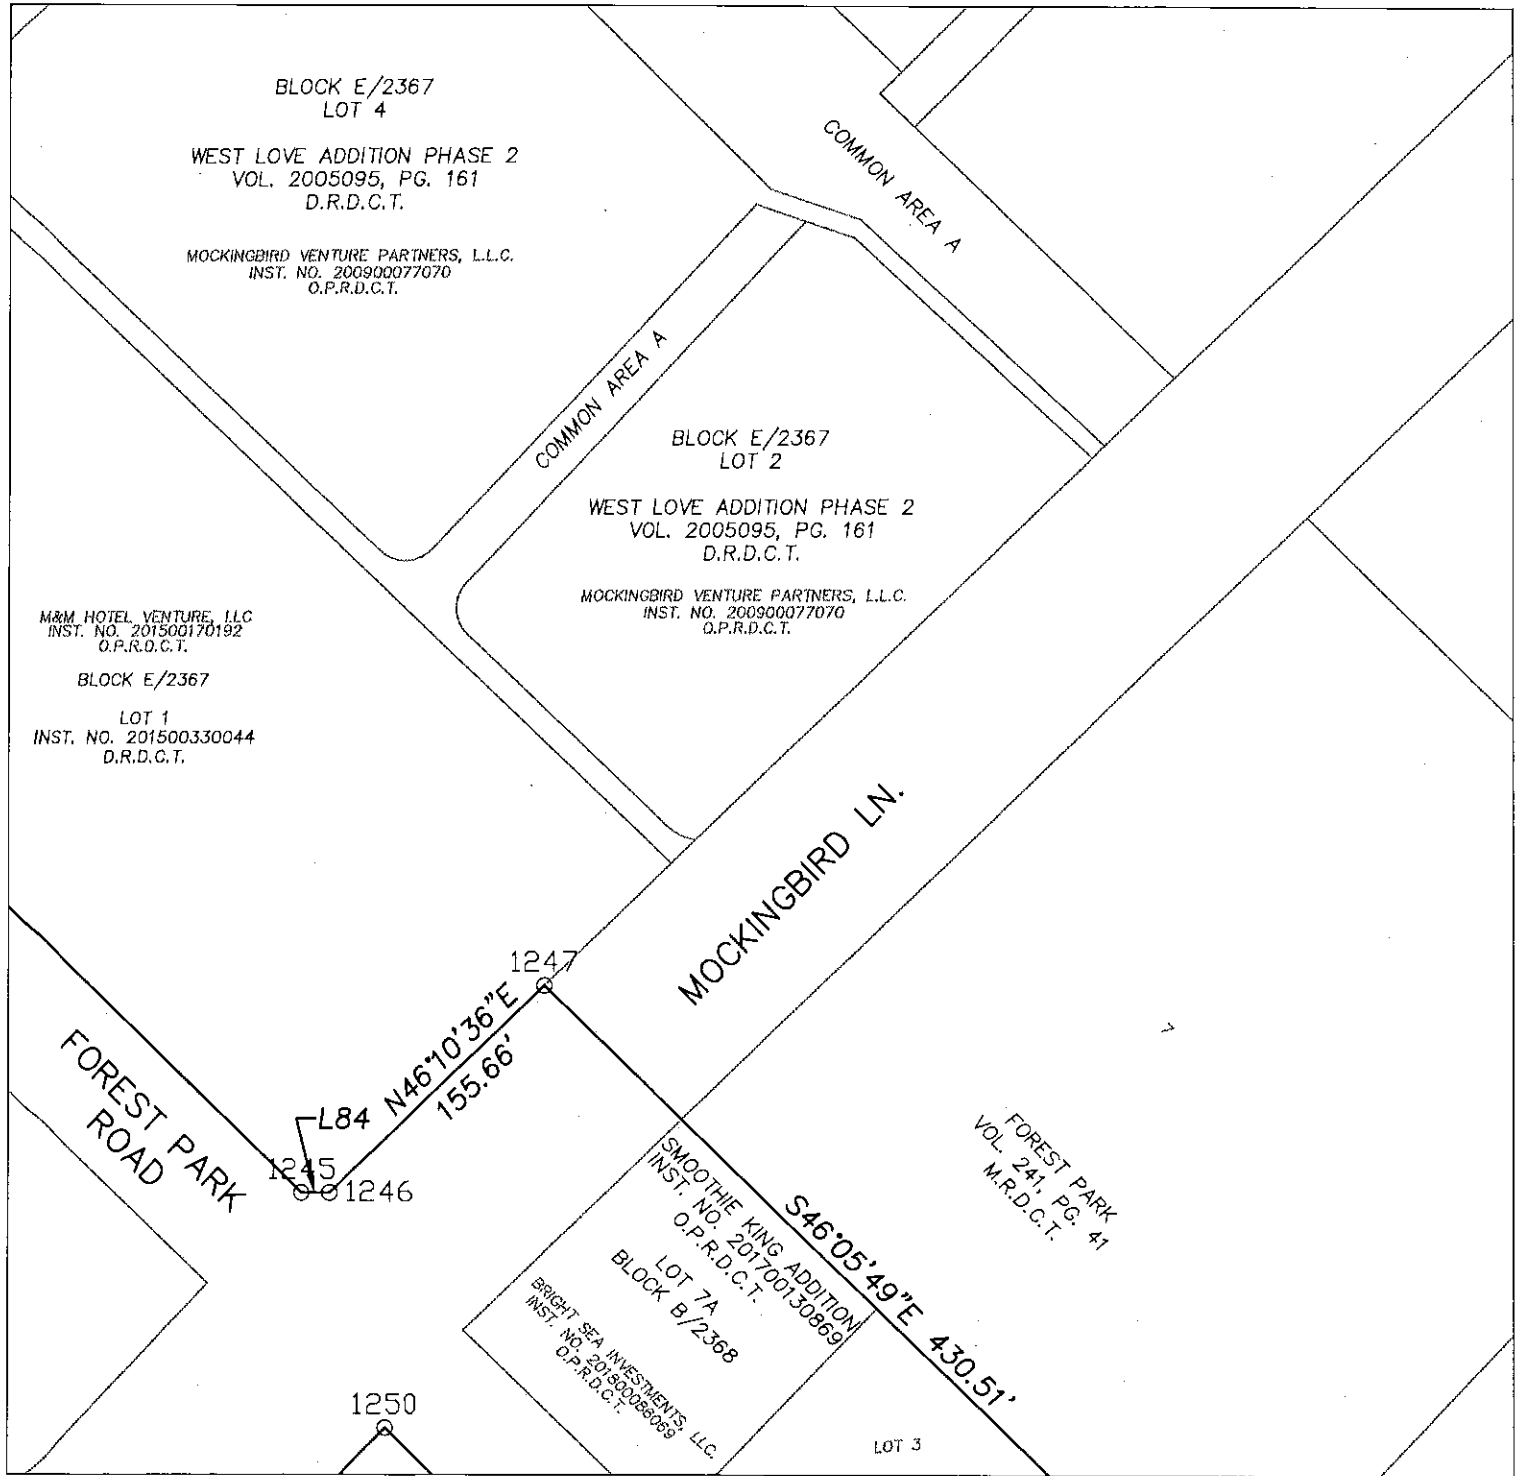 BLOCK E/2367
LOT 4
WEST LOVE ADDITION PHASE 2
VOL. 2005095, PG. 161
D.R.D.C.T.
MOCKINGBIRD VENTURE PARTNERS, L.L.C.
INST. NO. 200900077070
O.P.R.D.C.T.
COMMON AREA A
COMMON AREA A
BLOCK E/2367
LOT 2
WEST LOVE ADDITION PHASE 2
VOL. 2005095, PG. 161
D.R.D.C.T.
MOCKINGBIRD VENTURE PARTNERS, L.L.C.
INST. NO. 200900077070
O.P.R.D.C.T.
M&M HOTEL VENTURE, LLC
INST. NO. 201500170192
O.P.R.D.C.T.
BLOCK E/2367
LOT 1
INST. NO. 201500330044
D.R.D.C.T.
MOCKINGBIRD LN.
1247
N46°10'36"E
155.66'
L84
1245
1246
FOREST PARK
ROAD
7
FOREST PARK
VOL. 241, PG. 41
M.R.D.C.T.
SMOOTHIE KING ADDITION
INST. NO. 201700130869
O.P.R.D.C.T.
LOT 7A
BLOCK B/2368
S46°05'49"E 430.51'
BRIGHT SEA INVESTMENTS, LLC.
INST. NO. 201800086069
O.P.R.D.C.T.
1250
LOT 3